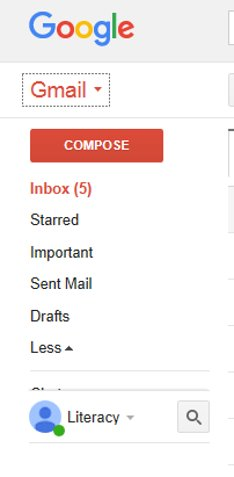 Google
Gmail
COMPOSE
Inbox (5)
Starred
Important
Sent Mail
Drafts
Less
Literacy